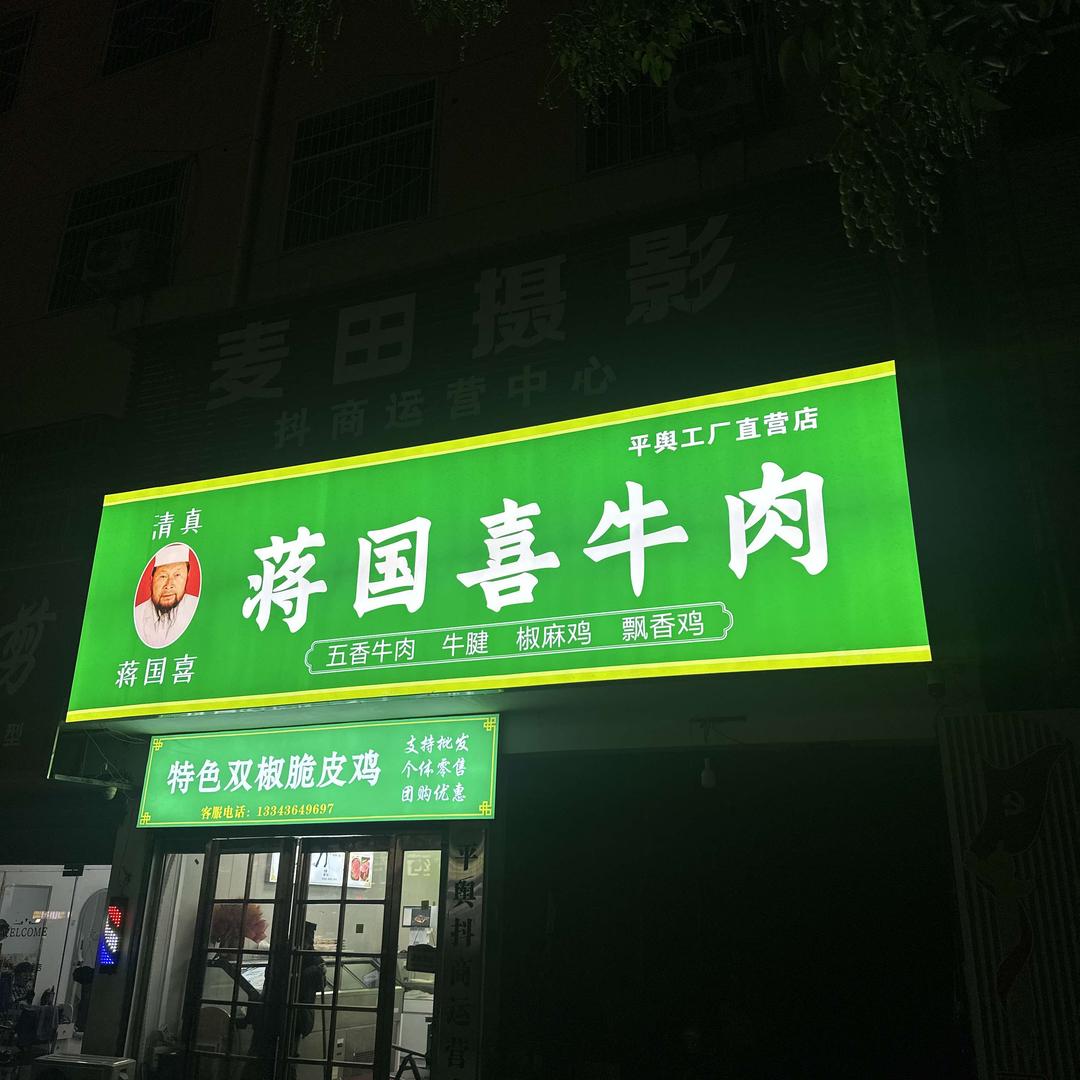 麦田摄影
抖商运营中心
平舆工厂直营店
清真
蒋国喜牛肉
蒋国喜
五香牛肉 牛腱 椒麻鸡 飘香鸡
特色双椒脆皮鸡
支持批发
个体零售
团购优惠
客服电话：13343649697
平舆抖商运营
WELCOME
剪
型